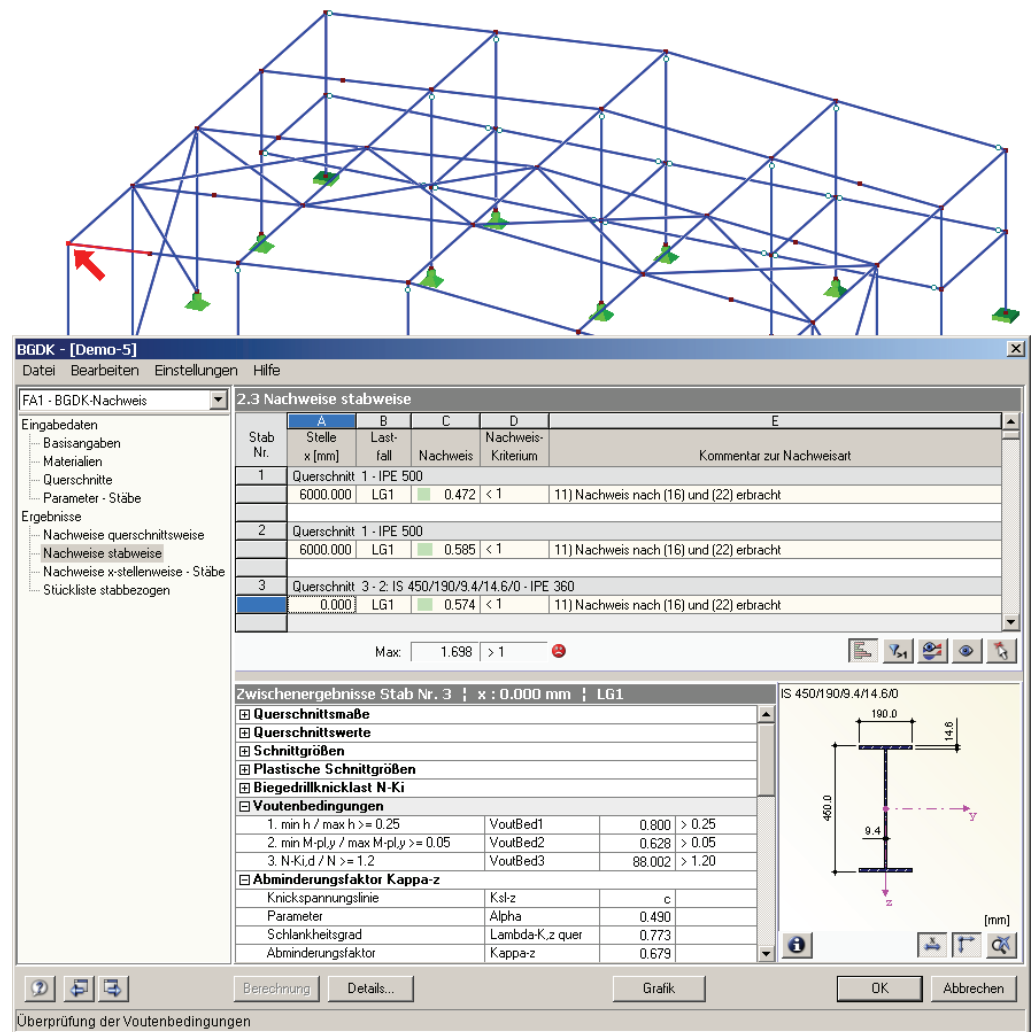 BGDK - [Demo-5]
Datei Bearbeiten Einstellungen Hilfe
FA1 - BGDK-Nachweis
Eingabedaten
Basisangaben
Materialien
Querschnitte
Parameter - Stäbe
Ergebnisse
Nachweise querschnittsweise
Nachweise stabweise
Nachweise x-stellenweise - Stäbe
Stückliste stabbezogen
2.3 Nachweise stabweise
A B C D E
Stab Stelle Last- Nachweis-
Nr. x [mm] fall Nachweis Kriterium Kommentar zur Nachweisart
1 Querschnitt 1 - IPE 500
6000.000 LG1 0.472 < 1 11) Nachweis nach (16) und (22) erbracht
2 Querschnitt 1 - IPE 500
6000.000 LG1 0.585 < 1 11) Nachweis nach (16) und (22) erbracht
3 Querschnitt 3 - 2: IS 450/190/9.4/14.6/0 - IPE 360
0.000 LG1 0.574 < 1 11) Nachweis nach (16) und (22) erbracht
Max: 1.698 > 1
>1
Zwischenergebnisse Stab Nr. 3 ¦ x : 0.000 mm ¦ LG1
Querschnittsmaße
Querschnittswerte
Schnittgrößen
Plastische Schnittgrößen
Biegedrillknicklast N-Ki
Voutenbedingungen
1. min h / max h >= 0.25 VoutBed1 0.800 > 0.25
2. min M-pl,y / max M-pl,y >= 0.05 VoutBed2 0.628 > 0.05
3. N-Ki,d / N >= 1.2 VoutBed3 88.002 > 1.20
Abminderungsfaktor Kappa-z
Knickspannungslinie Ksl-z c
Parameter Alpha 0.490
Schlankheitsgrad Lambda-K,z quer 0.773
Abminderungsfaktor Kappa-z 0.679
IS 450/190/9.4/14.6/0
190.0
14.6
450.0
9.4
y
z
[mm]
Berechnung Details... Grafik OK Abbrechen
Überprüfung der Voutenbedingungen